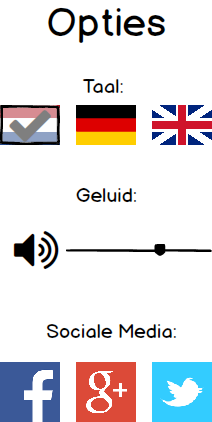 Opties
Taal:
Geluid:
Sociale Media:
f
g+